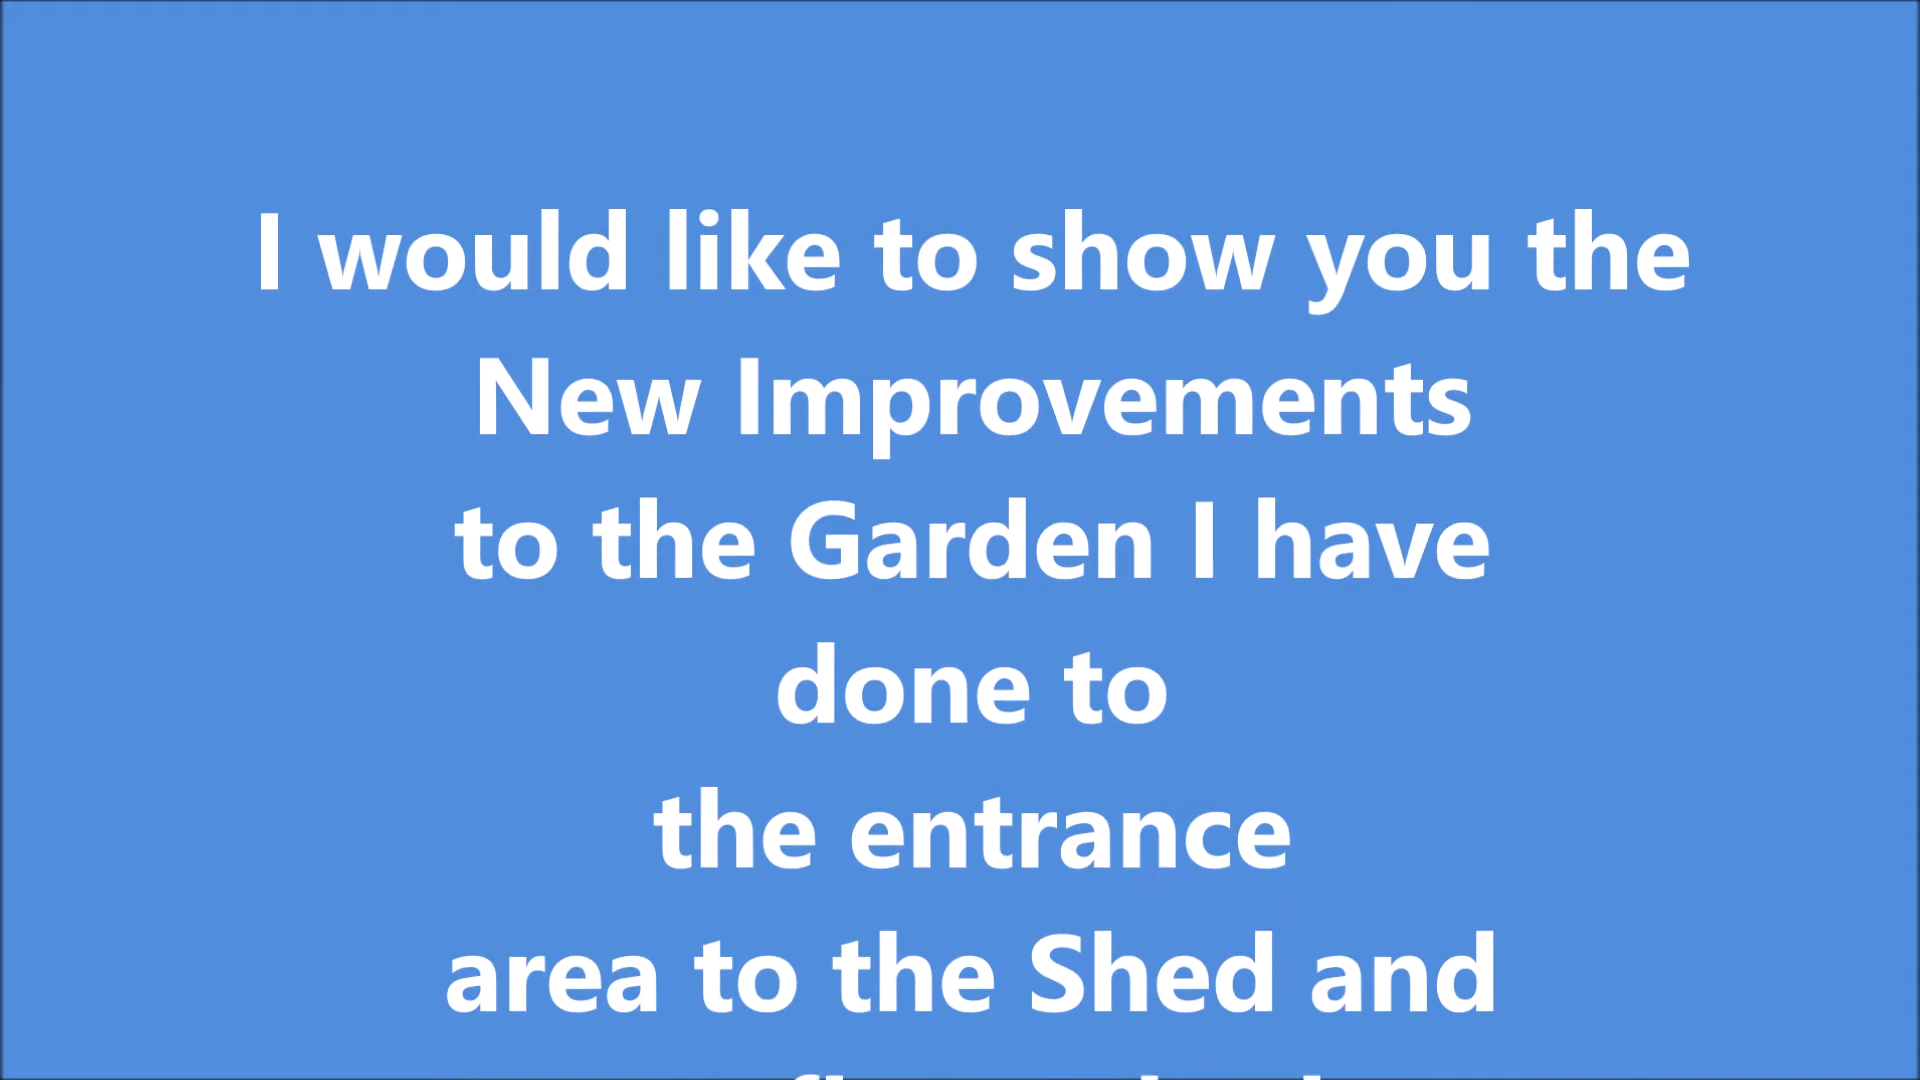 I would like to show you the
New Improvements
to the Garden I have
done to
the entrance
area to the Shed and